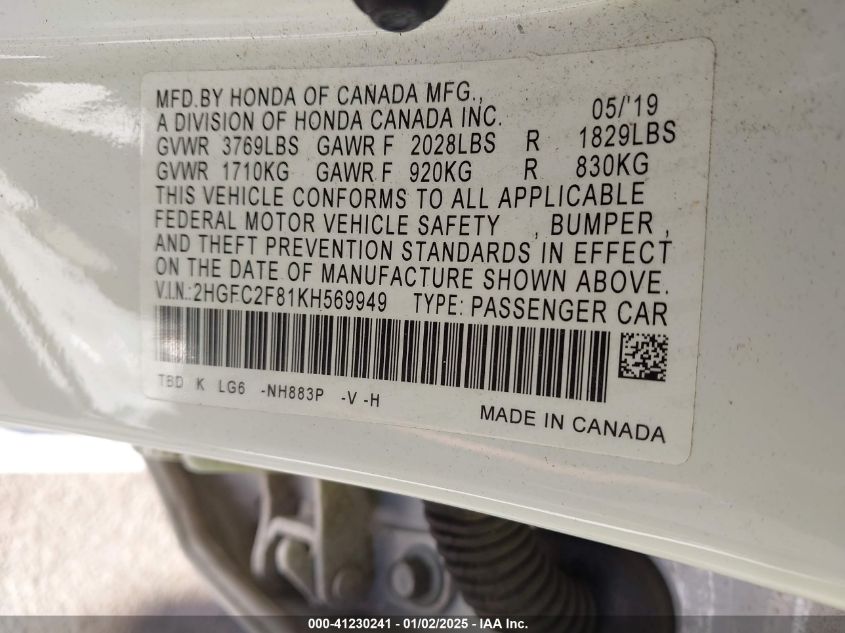 MFD.BY HONDA OF CANADA MFG.,
A DIVISION OF HONDA CANADA INC. 05/'19
GVWR 3769LBS GAWR F 2028LBS R 1829LBS
GVWR 1710KG GAWR F 920KG R 830KG
THIS VEHICLE CONFORMS TO ALL APPLICABLE
FEDERAL MOTOR VEHICLE SAFETY , BUMPER ,
AND THEFT PREVENTION STANDARDS IN EFFECT
ON THE DATE OF MANUFACTURE SHOWN ABOVE.
V.I.N.:2HGFC2F81KH569949 TYPE: PASSENGER CAR
TBD K LG6 -NH883P -V -H
MADE IN CANADA
000-41230241 - 01/02/2025 - IAA Inc.